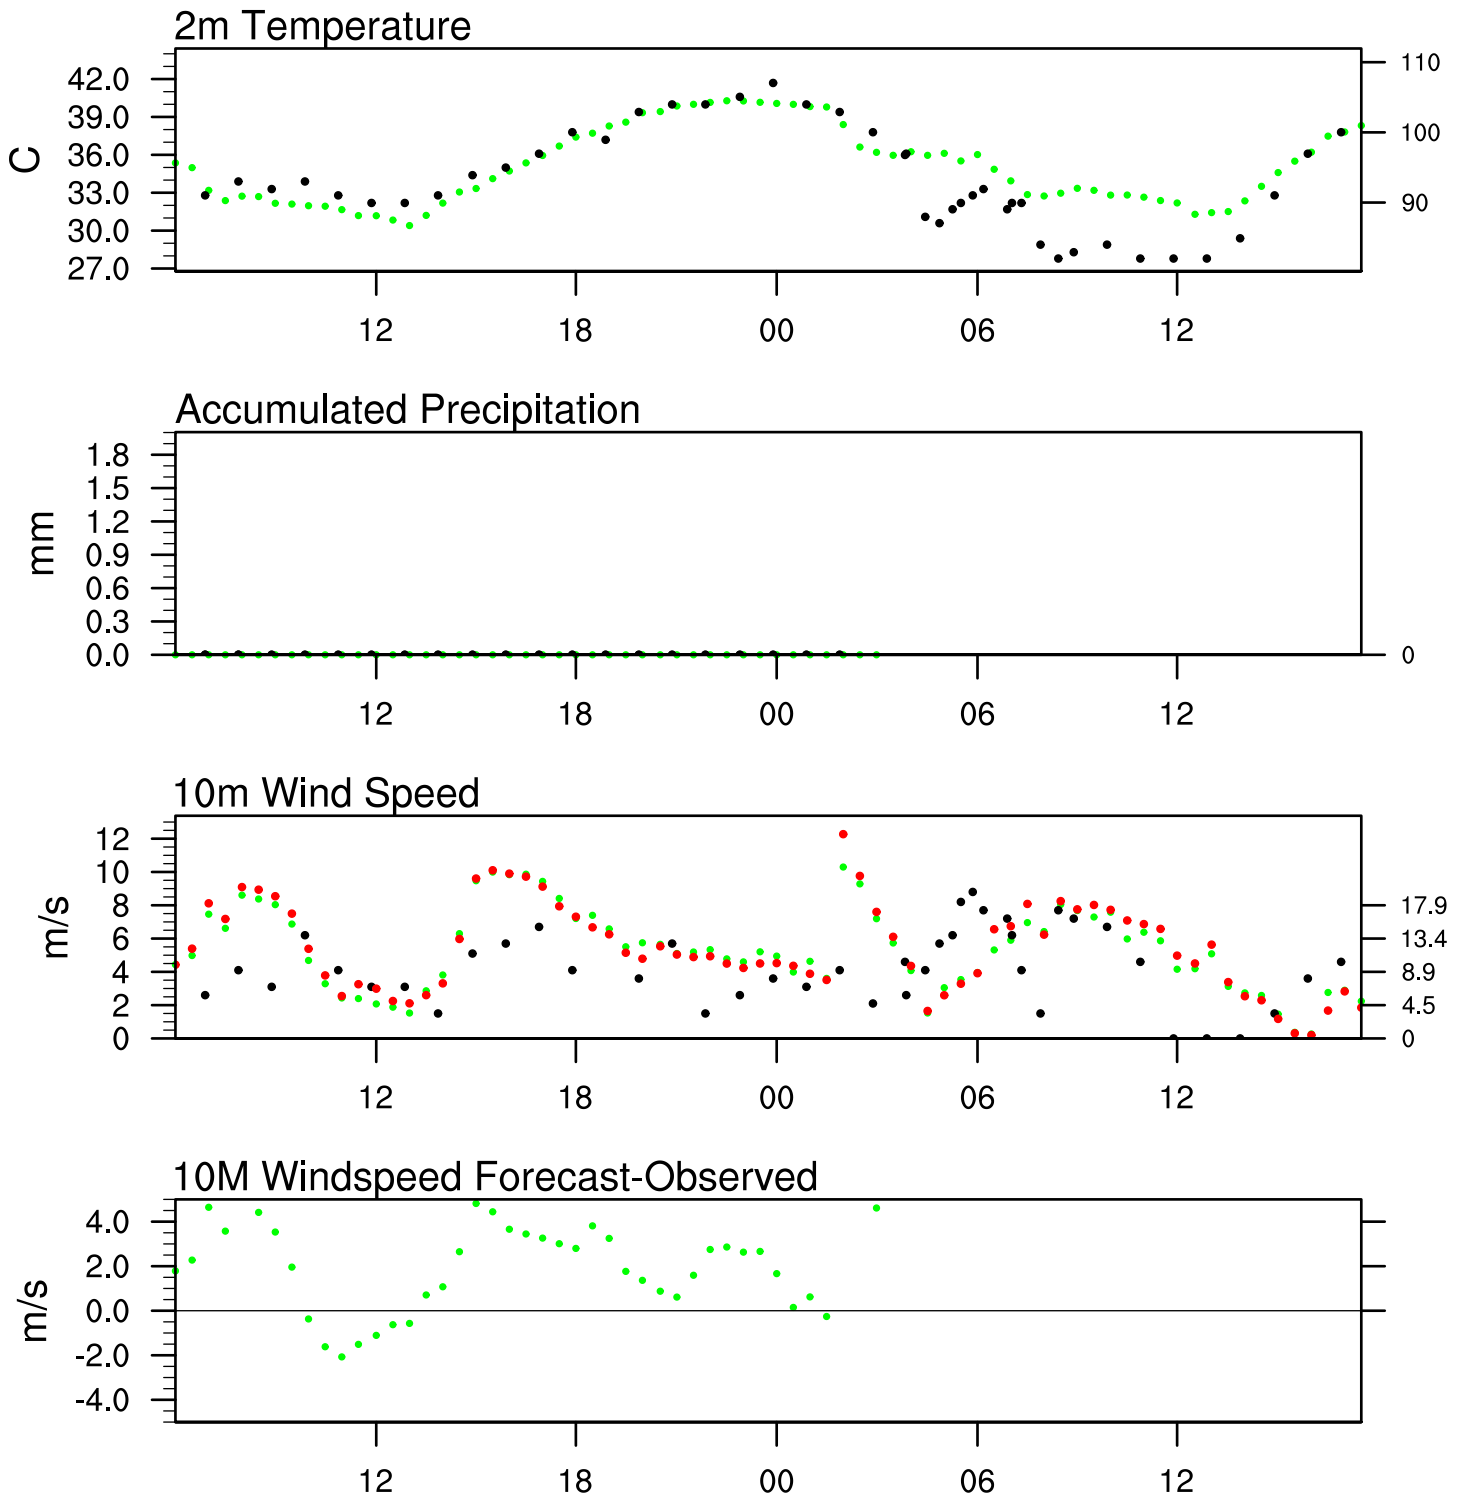 2m Temperature
42.0
39.0
36.0
33.0
30.0
27.0
C
110
100
90
12 18 00 06 12
Accumulated Precipitation
1.8
1.5
1.2
0.9
0.6
0.3
0.0
mm
0
12 18 00 06 12
10m Wind Speed
12
10
8
6
4
2
0
m/s
17.9
13.4
8.9
4.5
0
12 18 00 06 12
10M Windspeed Forecast-Observed
4.0
2.0
0.0
-2.0
-4.0
m/s
12 18 00 06 12